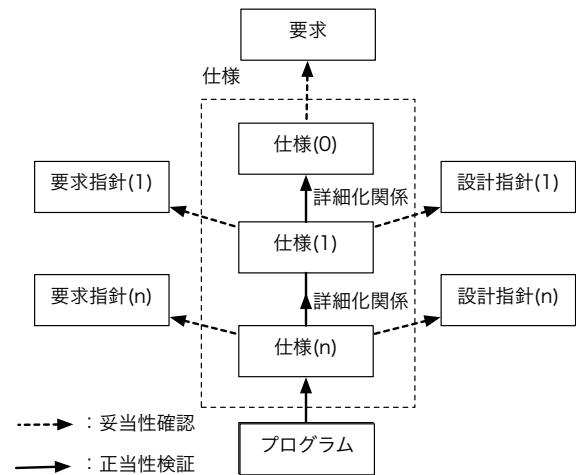 要求
仕様
仕様(0)
要求指針(1)
設計指針(1)
詳細化関係
仕様(1)
要求指針(n)
設計指針(n)
詳細化関係
仕様(n)
：妥当性確認
プログラム
：正当性検証